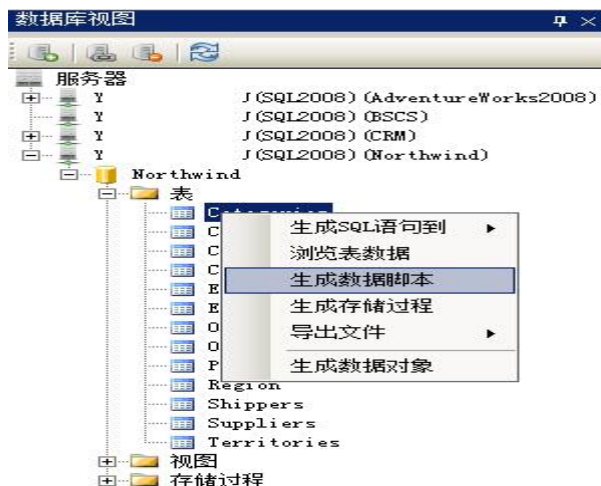 数据库视图
服务器
Y J(SQL2008)(AdventureWorks2008)
Y J(SQL2008)(BSCS)
Y J(SQL2008)(CRM)
Y J(SQL2008)(Northwind)
Northwind
表
Categories
C
生成SQL语句到
C
浏览表数据
C
生成数据脚本
E
E
生成存储过程
O
导出文件
O
P
生成数据对象
Region
Shippers
Suppliers
Territories
视图
存储过程